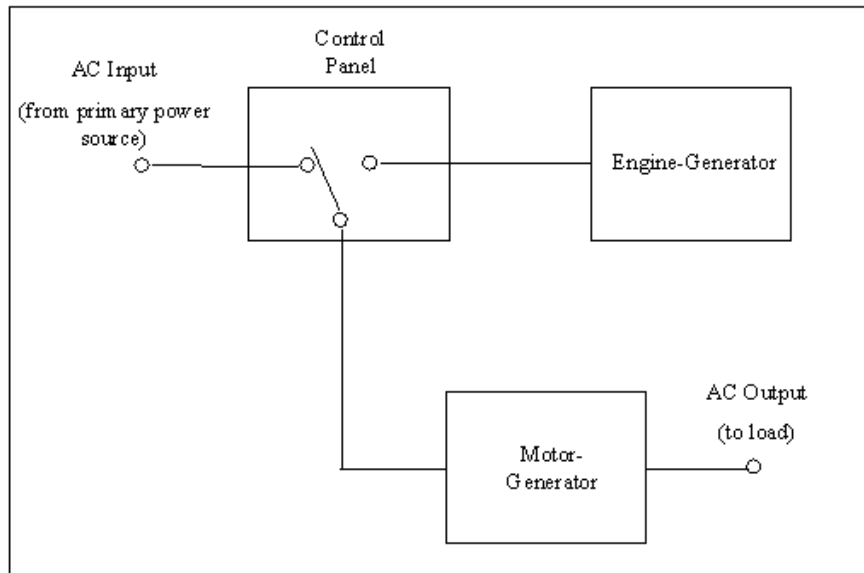 Control
Panel
AC Input
(from primary power
source)
Engine-Generator
AC Output
(to load)
Motor-
Generator